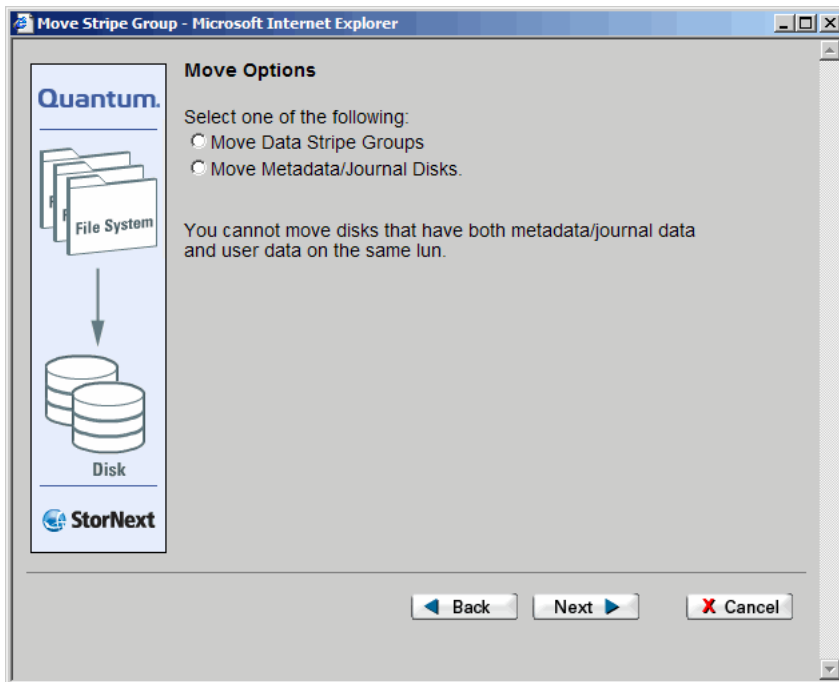 Move Stripe Group - Microsoft Internet Explorer
Quantum.
File System
Disk
StorNext
Move Options
Select one of the following:
Move Data Stripe Groups
Move Metadata/Journal Disks.
You cannot move disks that have both metadata/journal data
and user data on the same lun.
Back
Next
Cancel